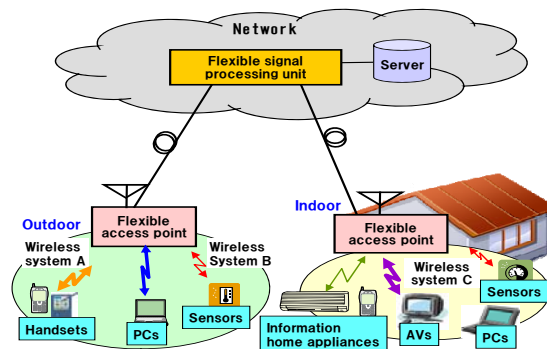 Network
Flexible signal
processing unit
Server
Outdoor
Flexible
access point
Wireless
system A
Wireless
System B
Handsets
PCs
Sensors
Indoor
Flexible
access point
Wireless
system C
Sensors
Information
home appliances
AVs
PCs